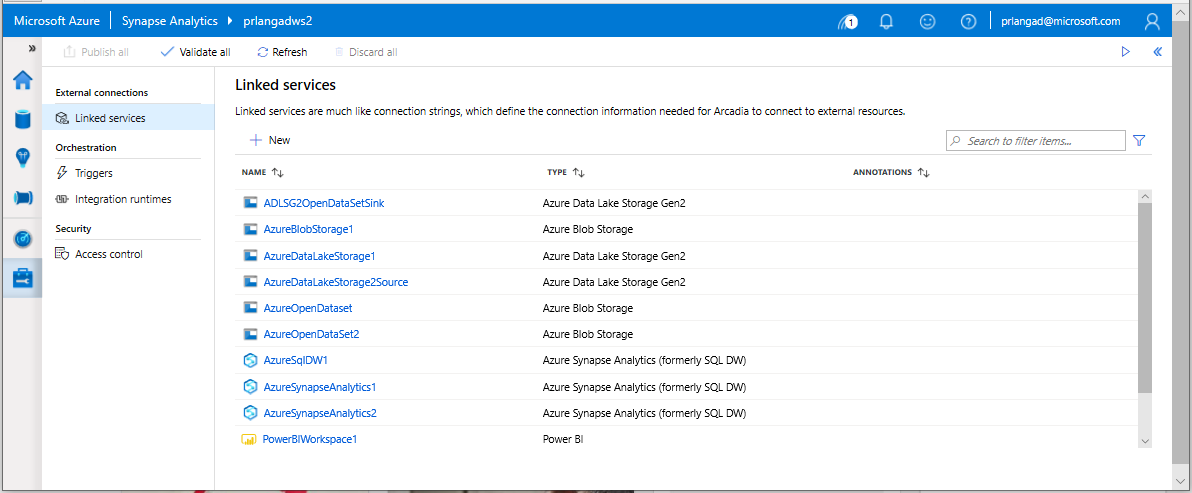 Microsoft Azure Synapse Analytics prlangadws2 1 prlangad@microsoft.com
Publish all Validate all Refresh Discard all
External connections
Linked services
Orchestration
Triggers
Integration runtimes
Security
Access control
Linked services
Linked services are much like connection strings, which define the connection information needed for Arcadia to connect to external resources.
New Search to filter items...
NAME TYPE ANNOTATIONS
ADLSG2OpenDataSetSink Azure Data Lake Storage Gen2
AzureBlobStorage1 Azure Blob Storage
AzureDataLakeStorage1 Azure Data Lake Storage Gen2
AzureDataLakeStorage2Source Azure Data Lake Storage Gen2
AzureOpenDataset Azure Blob Storage
AzureOpenDataSet2 Azure Blob Storage
AzureSqlDW1 Azure Synapse Analytics (formerly SQL DW)
AzureSynapseAnalytics1 Azure Synapse Analytics (formerly SQL DW)
AzureSynapseAnalytics2 Azure Synapse Analytics (formerly SQL DW)
PowerBIWorkspace1 Power BI